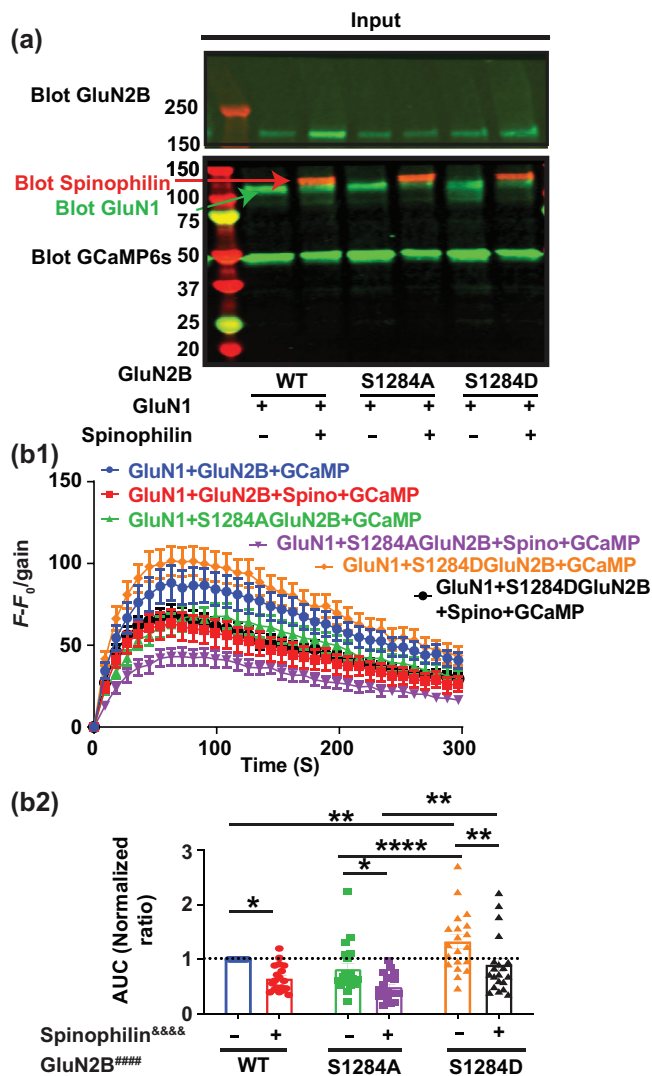 Input
(a)
Blot GluN2B
250
150
150
Blot Spinophilin
100
Blot GluN1
75
Blot GCaMP6s
50
37
25
20
GluN2B
WT S1284A S1284D
GluN1 + + + + + +
Spinophilin – + – + – +
(b1)
GluN1+GluN2B+GCaMP
GluN1+GluN2B+Spino+GCaMP
GluN1+S1284AGluN2B+GCaMP
GluN1+S1284AGluN2B+Spino+GCaMP
GluN1+S1284DGluN2B+GCaMP
GluN1+S1284DGluN2B
+Spino+GCaMP
F-F0/gain
150
100
50
0
0 100 200 300
Time (S)
(b2)
** **
**** **
* *
AUC (Normalized
ratio)
3
2
1
0
Spinophilin&&&& – + – + – +
GluN2B#### WT S1284A S1284D